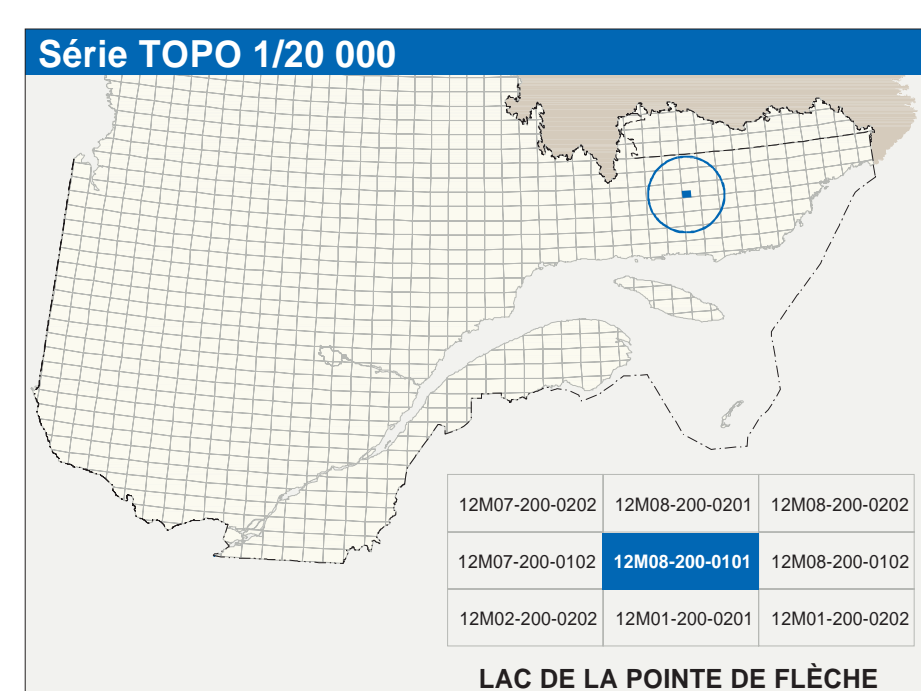 Série TOPO 1/20 000
12M07-200-0202 12M08-200-0201 12M08-200-0202
12M07-200-0102 12M08-200-0101 12M08-200-0102
12M02-200-0202 12M01-200-0201 12M01-200-0202
LAC DE LA POINTE DE FLÈCHE